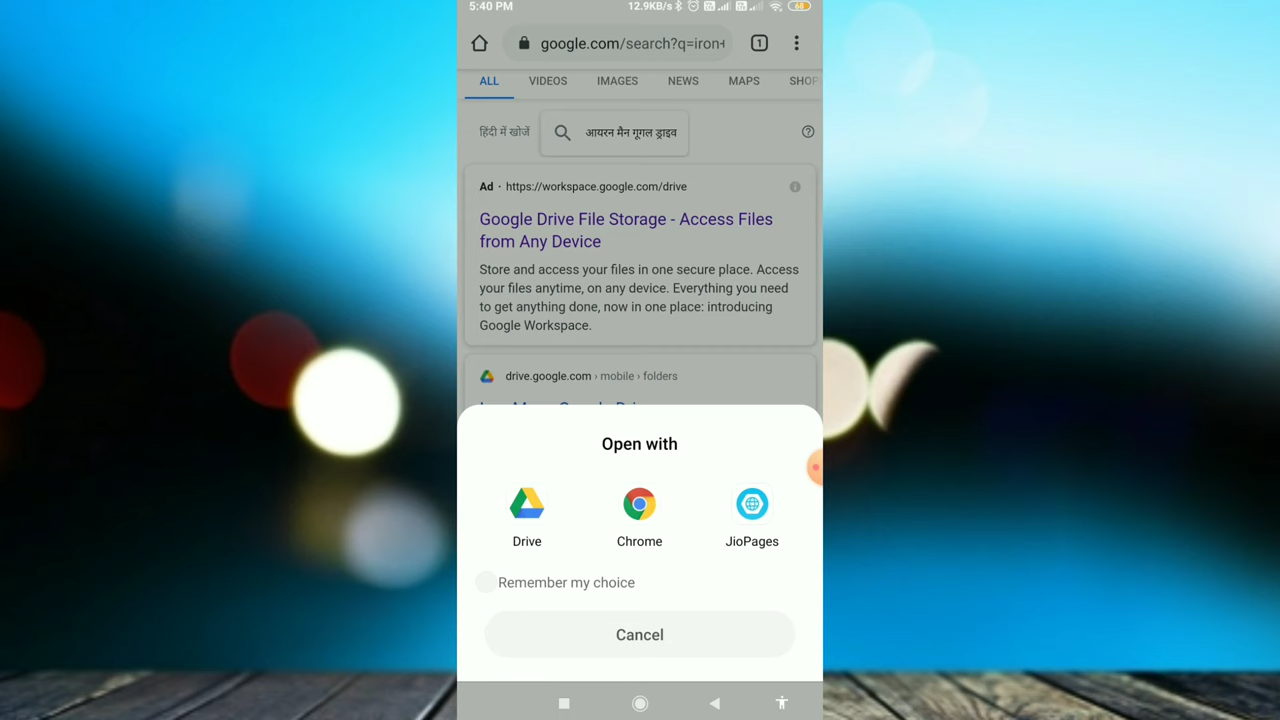 5:40 PM 12.9KB/s 68
google.com/search?q=iron+
1
ALL VIDEOS IMAGES NEWS MAPS SHOP
हिंदी में खोजें आयरन मैन गूगल ड्राइव
Ad · https://workspace.google.com/drive
Google Drive File Storage - Access Files
from Any Device
Store and access your files in one secure place. Access
your files anytime, on any device. Everything you need
to get anything done, now in one place: introducing
Google Workspace.
drive.google.com › mobile › folders
Open with
Drive Chrome JioPages
Remember my choice
Cancel